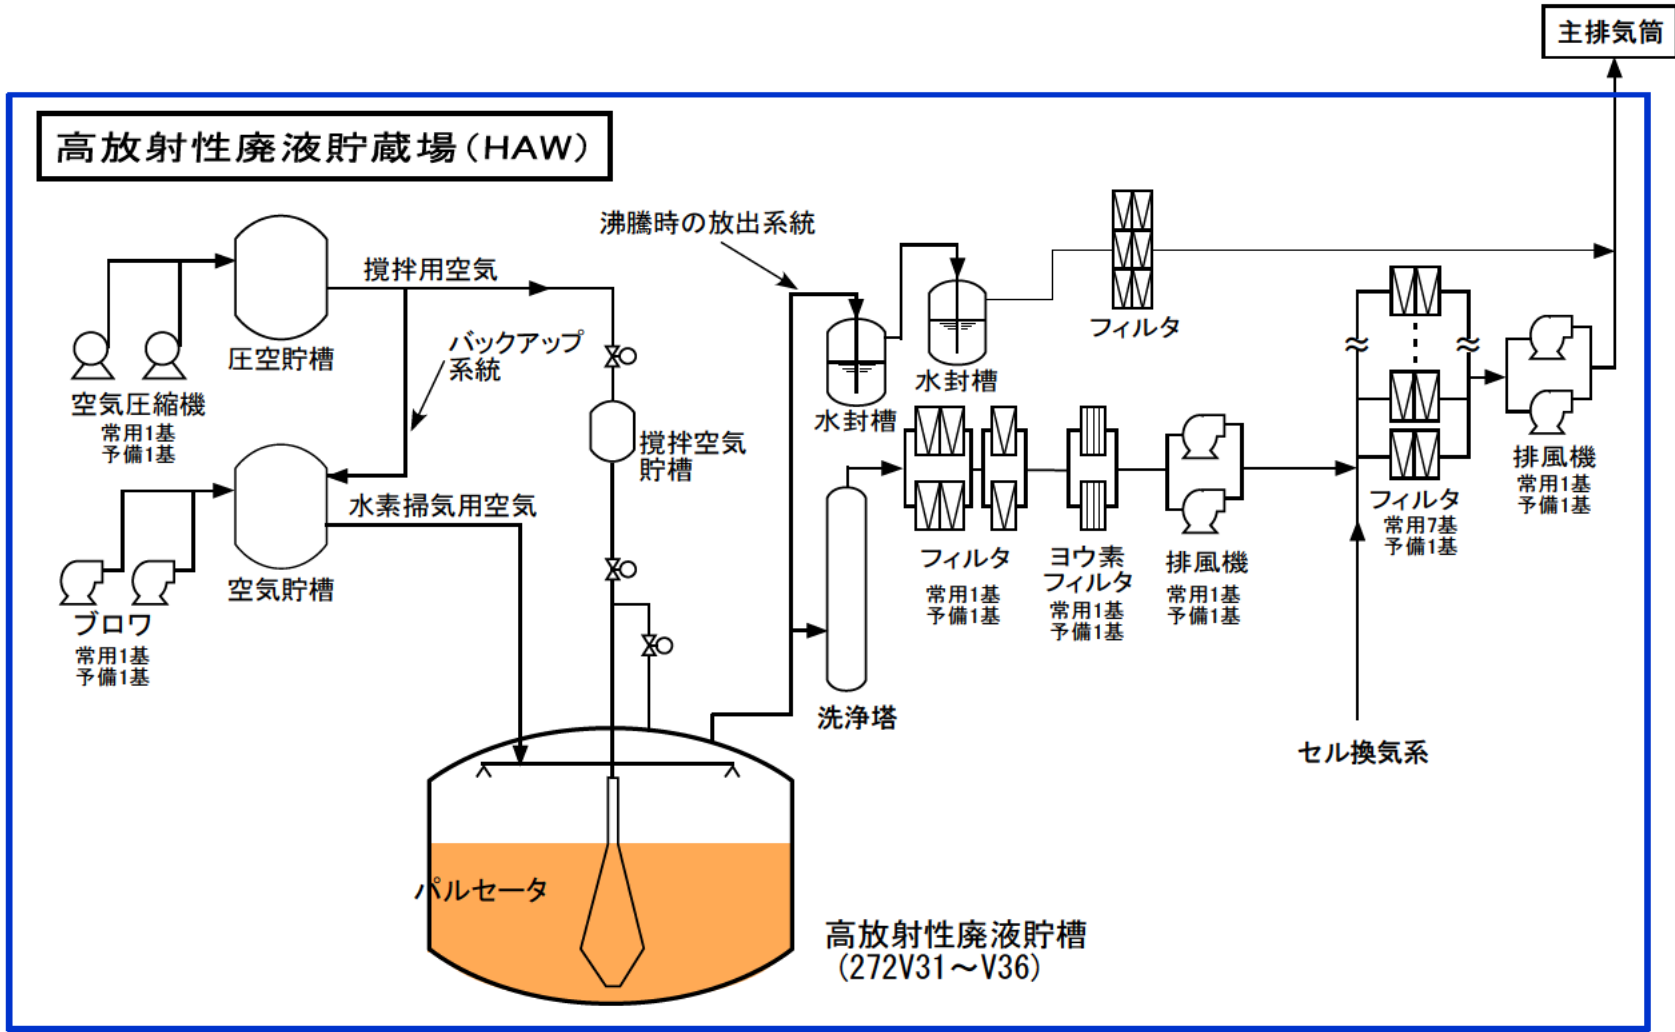 主排気筒
高放射性廃液貯蔵場(HAW)
沸騰時の放出系統
撹拌用空気
圧空貯槽
バックアップ
系統
空気圧縮機
常用1基
予備1基
水封槽
水封槽
フィルタ
撹拌空気
貯槽
水素掃気用空気
空気貯槽
ブロワ
常用1基
予備1基
フィルタ
常用1基
予備1基
ヨウ素
フィルタ
常用1基
予備1基
排風機
常用1基
予備1基
フィルタ
常用7基
予備1基
排風機
常用1基
予備1基
洗浄塔
セル換気系
パルセータ
高放射性廃液貯槽
(272V31～V36)